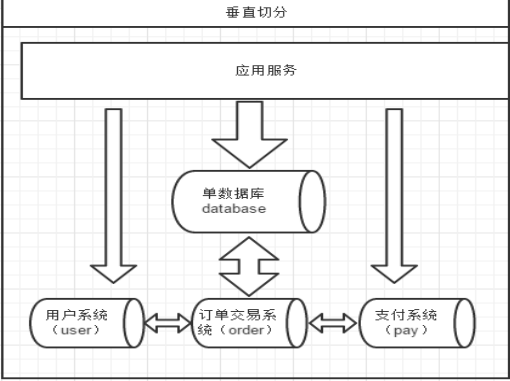 垂直切分
应用服务
单数据库
database
用户系统
（user）
订单交易系
统（order）
支付系统
（pay）